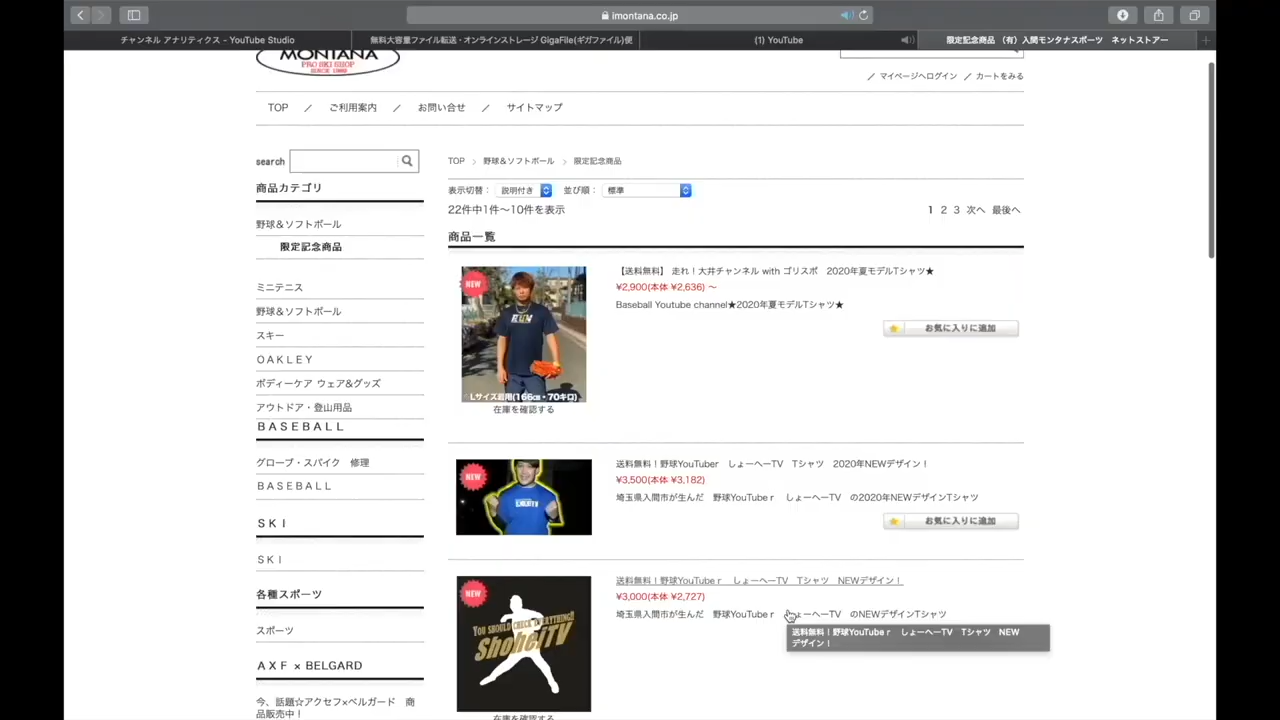 imontana.co.jp
チャンネル アナリティクス - YouTube Studio
無料大容量ファイル転送・オンラインストレージ GigaFile(ギガファイル)便
(1) YouTube
限定記念商品 （有）入間モンタナスポーツ ネットストアー
MONTANA
PRO SKI SHOP
SINCE 1969
／ マイページへログイン ／ カートをみる
TOP ／ ご利用案内 ／ お問い合せ ／ サイトマップ
search
商品カテゴリ
野球＆ソフトボール
限定記念商品
ミニテニス
野球＆ソフトボール
スキー
ＯＡＫＬＥＹ
ボディーケア ウェア&グッズ
アウトドア・登山用品
ＢＡＳＥＢＡＬＬ
グローブ・スパイク　修理
ＢＡＳＥＢＡＬＬ
ＳＫＩ
ＳＫＩ
各種スポーツ
スポーツ
ＡＸＦ × BELGARD
今、話題☆アクセフ×ベルガード　商
品販売中！
TOP > 野球＆ソフトボール > 限定記念商品
表示切替： 説明付き 並び順： 標準
22件中1件～10件を表示
1 2 3 次へ 最後へ
商品一覧
NEW
RUN
Lサイズ着用(166㎝・70キロ)
在庫を確認する
【送料無料】 走れ！大井チャンネル with ゴリスポ　2020年夏モデルTシャツ★
¥2,900(本体 ¥2,636) ～
Baseball Youtube channel★2020年夏モデルTシャツ★
お気に入りに追加
NEW
ShoheiTV
送料無料！野球YouTuber　しょーへーTV　Tシャツ　2020年NEWデザイン！
¥3,500(本体 ¥3,182)
埼玉県入間市が生んだ　野球YouTubeｒ　しょーへーTV　の2020年NEWデザインTシャツ
お気に入りに追加
NEW
YOU SHOULD CHECK EVERYTHING!!
ShoheiTV
在庫を確認する
送料無料！野球YouTubeｒ　しょーへーTV　Tシャツ　NEWデザイン！
¥3,000(本体 ¥2,727)
埼玉県入間市が生んだ　野球YouTubeｒ　しょーへーTV　のNEWデザインTシャツ
送料無料！野球YouTubeｒ　しょーへーTV　Tシャツ　NEW
デザイン！